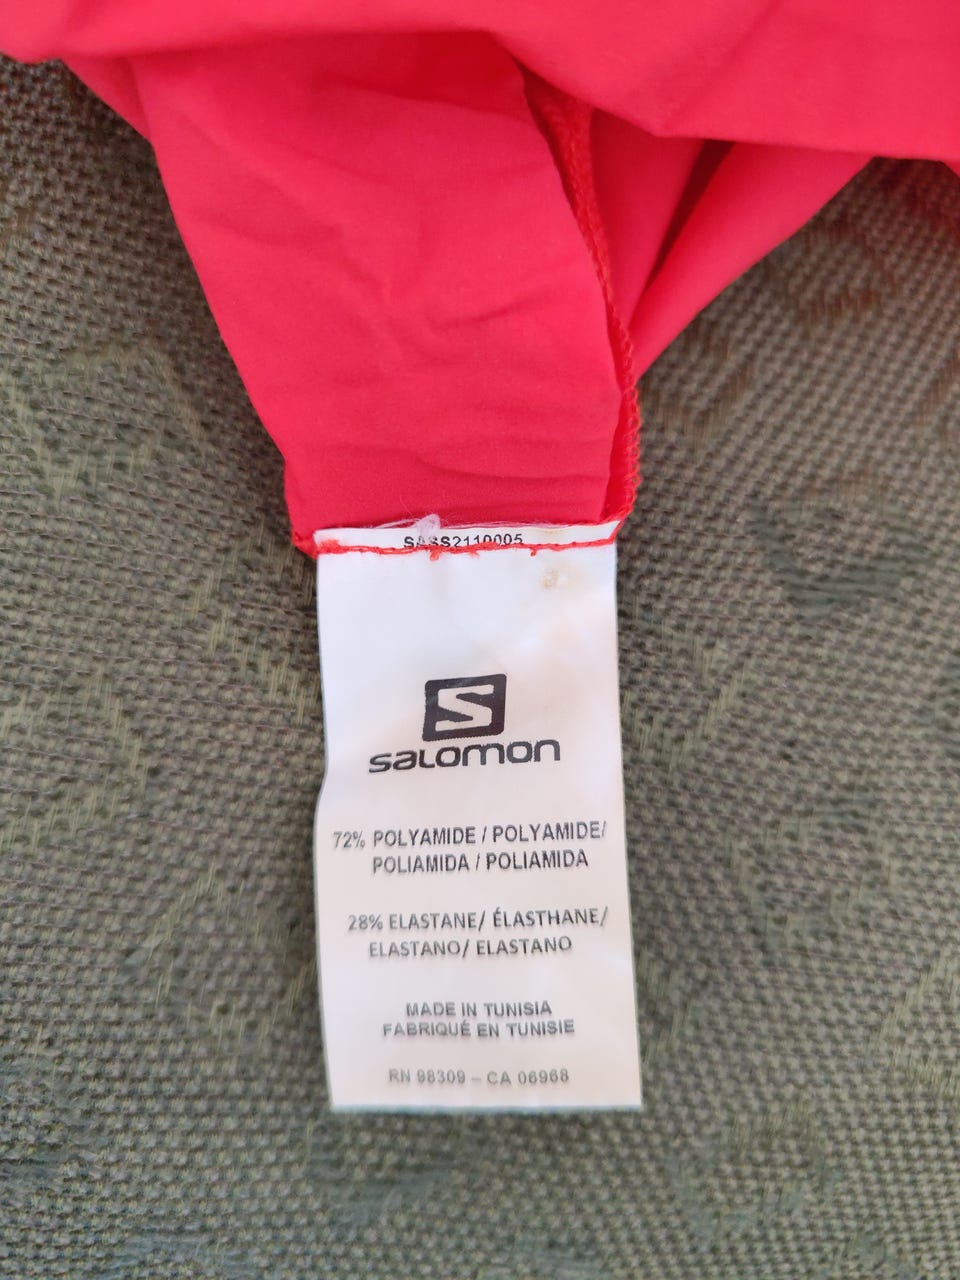 SASS2110005
S
SALOMON
72% POLYAMIDE / POLYAMIDE/
POLIAMIDA / POLIAMIDA
28% ELASTANE/ ÉLASTHANE/
ELASTANO/ ELASTANO
MADE IN TUNISIA
FABRIQUÉ EN TUNISIE
RN 98309 – CA 06968